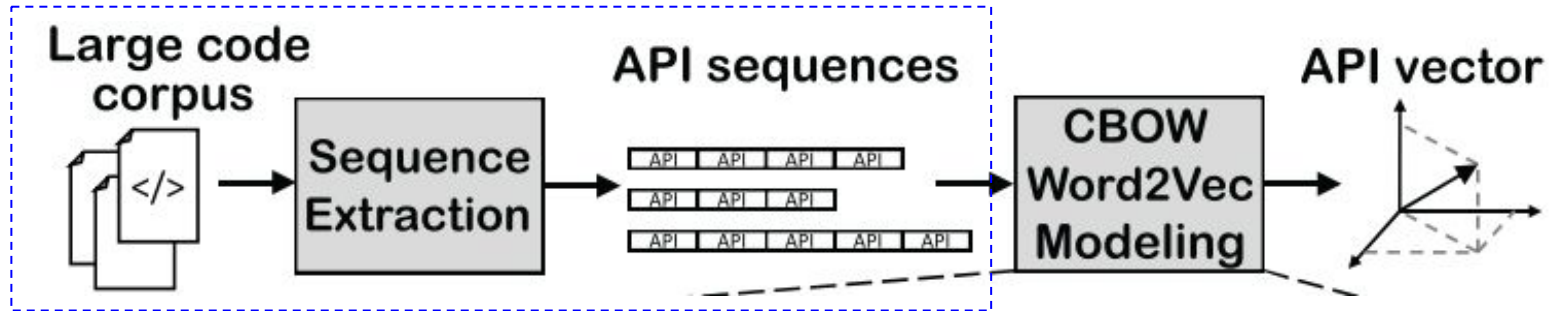 Large code
corpus
</>
Sequence
Extraction
API sequences
API API API API
API API API
API API API API API
CBOW
Word2Vec
Modeling
API vector